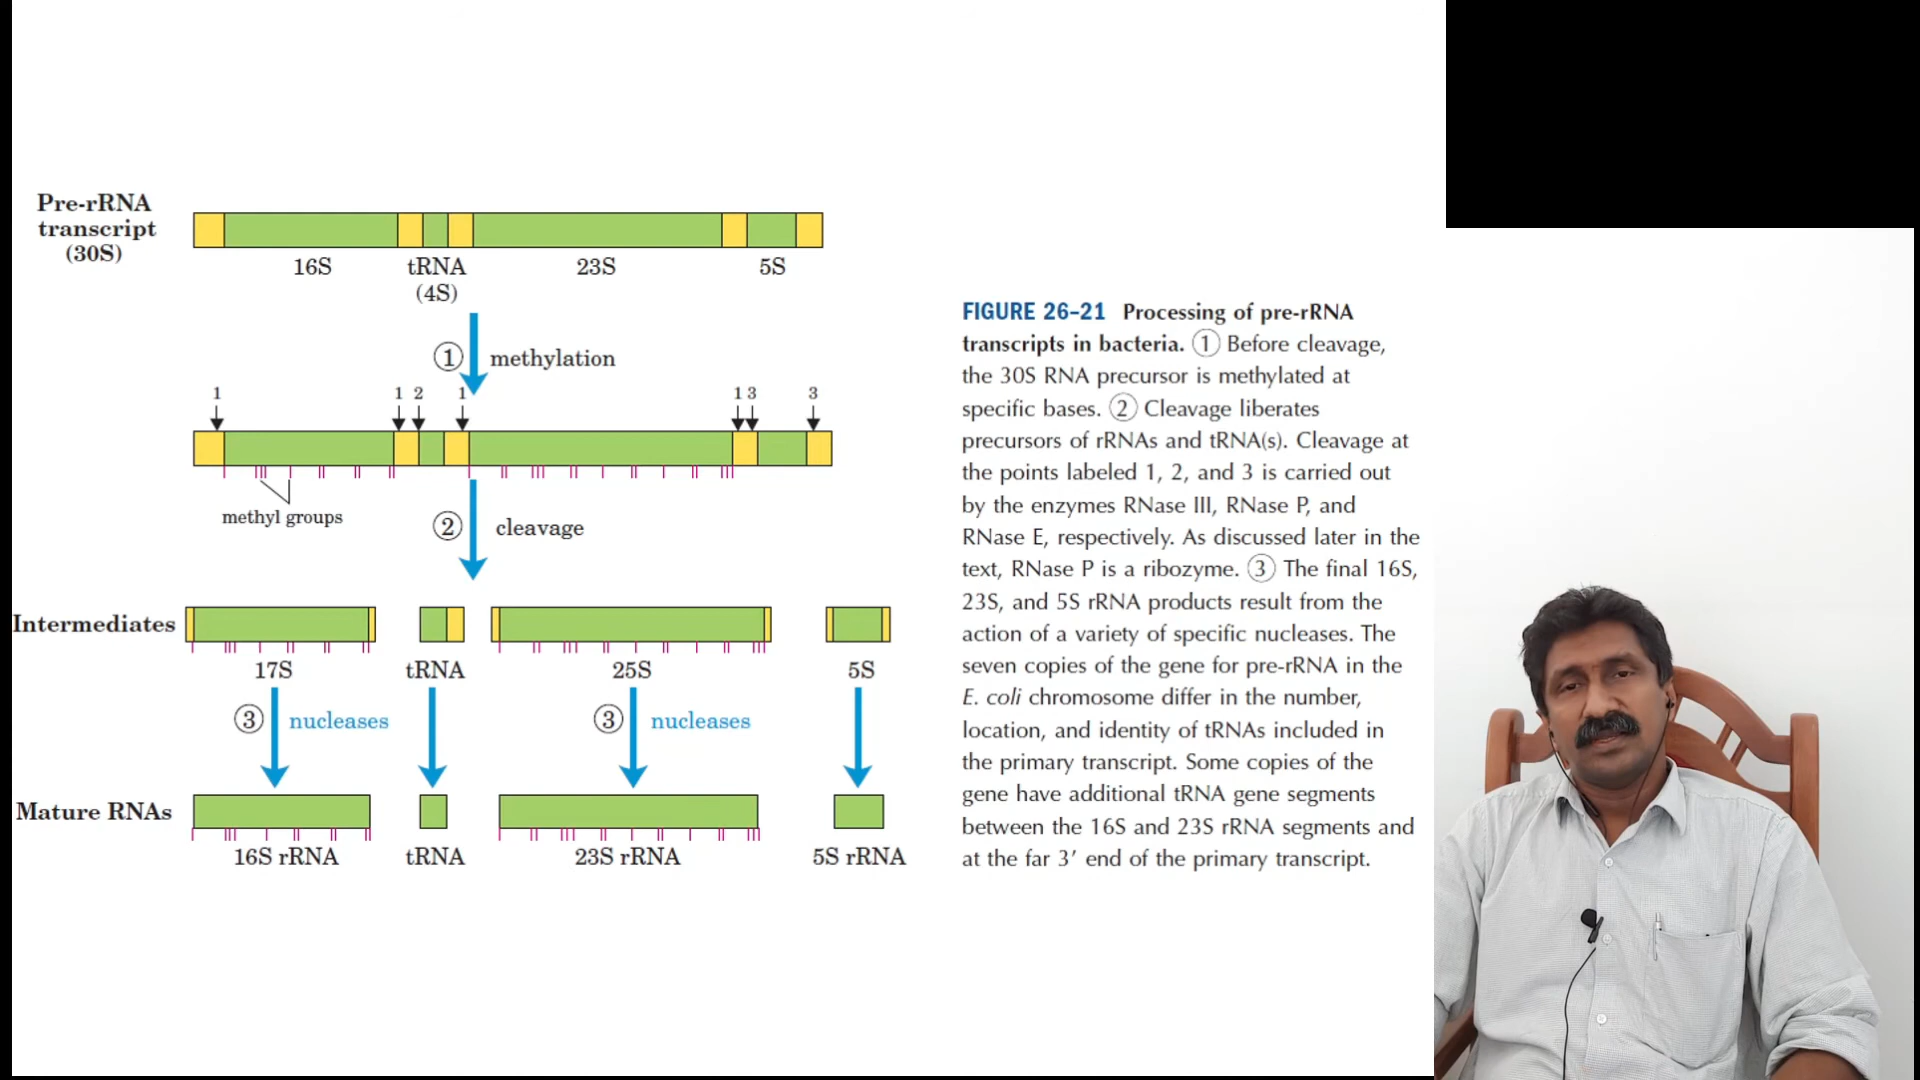 Pre-rRNA
transcript
(30S)
16S
tRNA
(4S)
23S
5S
① methylation
1
1 2
1
1 3
3
methyl groups
② cleavage
Intermediates
17S
tRNA
25S
5S
③ nucleases
③ nucleases
Mature RNAs
16S rRNA
tRNA
23S rRNA
5S rRNA
FIGURE 26–21 Processing of pre-rRNA
transcripts in bacteria. ① Before cleavage,
the 30S RNA precursor is methylated at
specific bases. ② Cleavage liberates
precursors of rRNAs and tRNA(s). Cleavage at
the points labeled 1, 2, and 3 is carried out
by the enzymes RNase III, RNase P, and
RNase E, respectively. As discussed later in the
text, RNase P is a ribozyme. ③ The final 16S,
23S, and 5S rRNA products result from the
action of a variety of specific nucleases. The
seven copies of the gene for pre-rRNA in the
E. coli chromosome differ in the number,
location, and identity of tRNAs included in
the primary transcript. Some copies of the
gene have additional tRNA gene segments
between the 16S and 23S rRNA segments and
at the far 3′ end of the primary transcript.